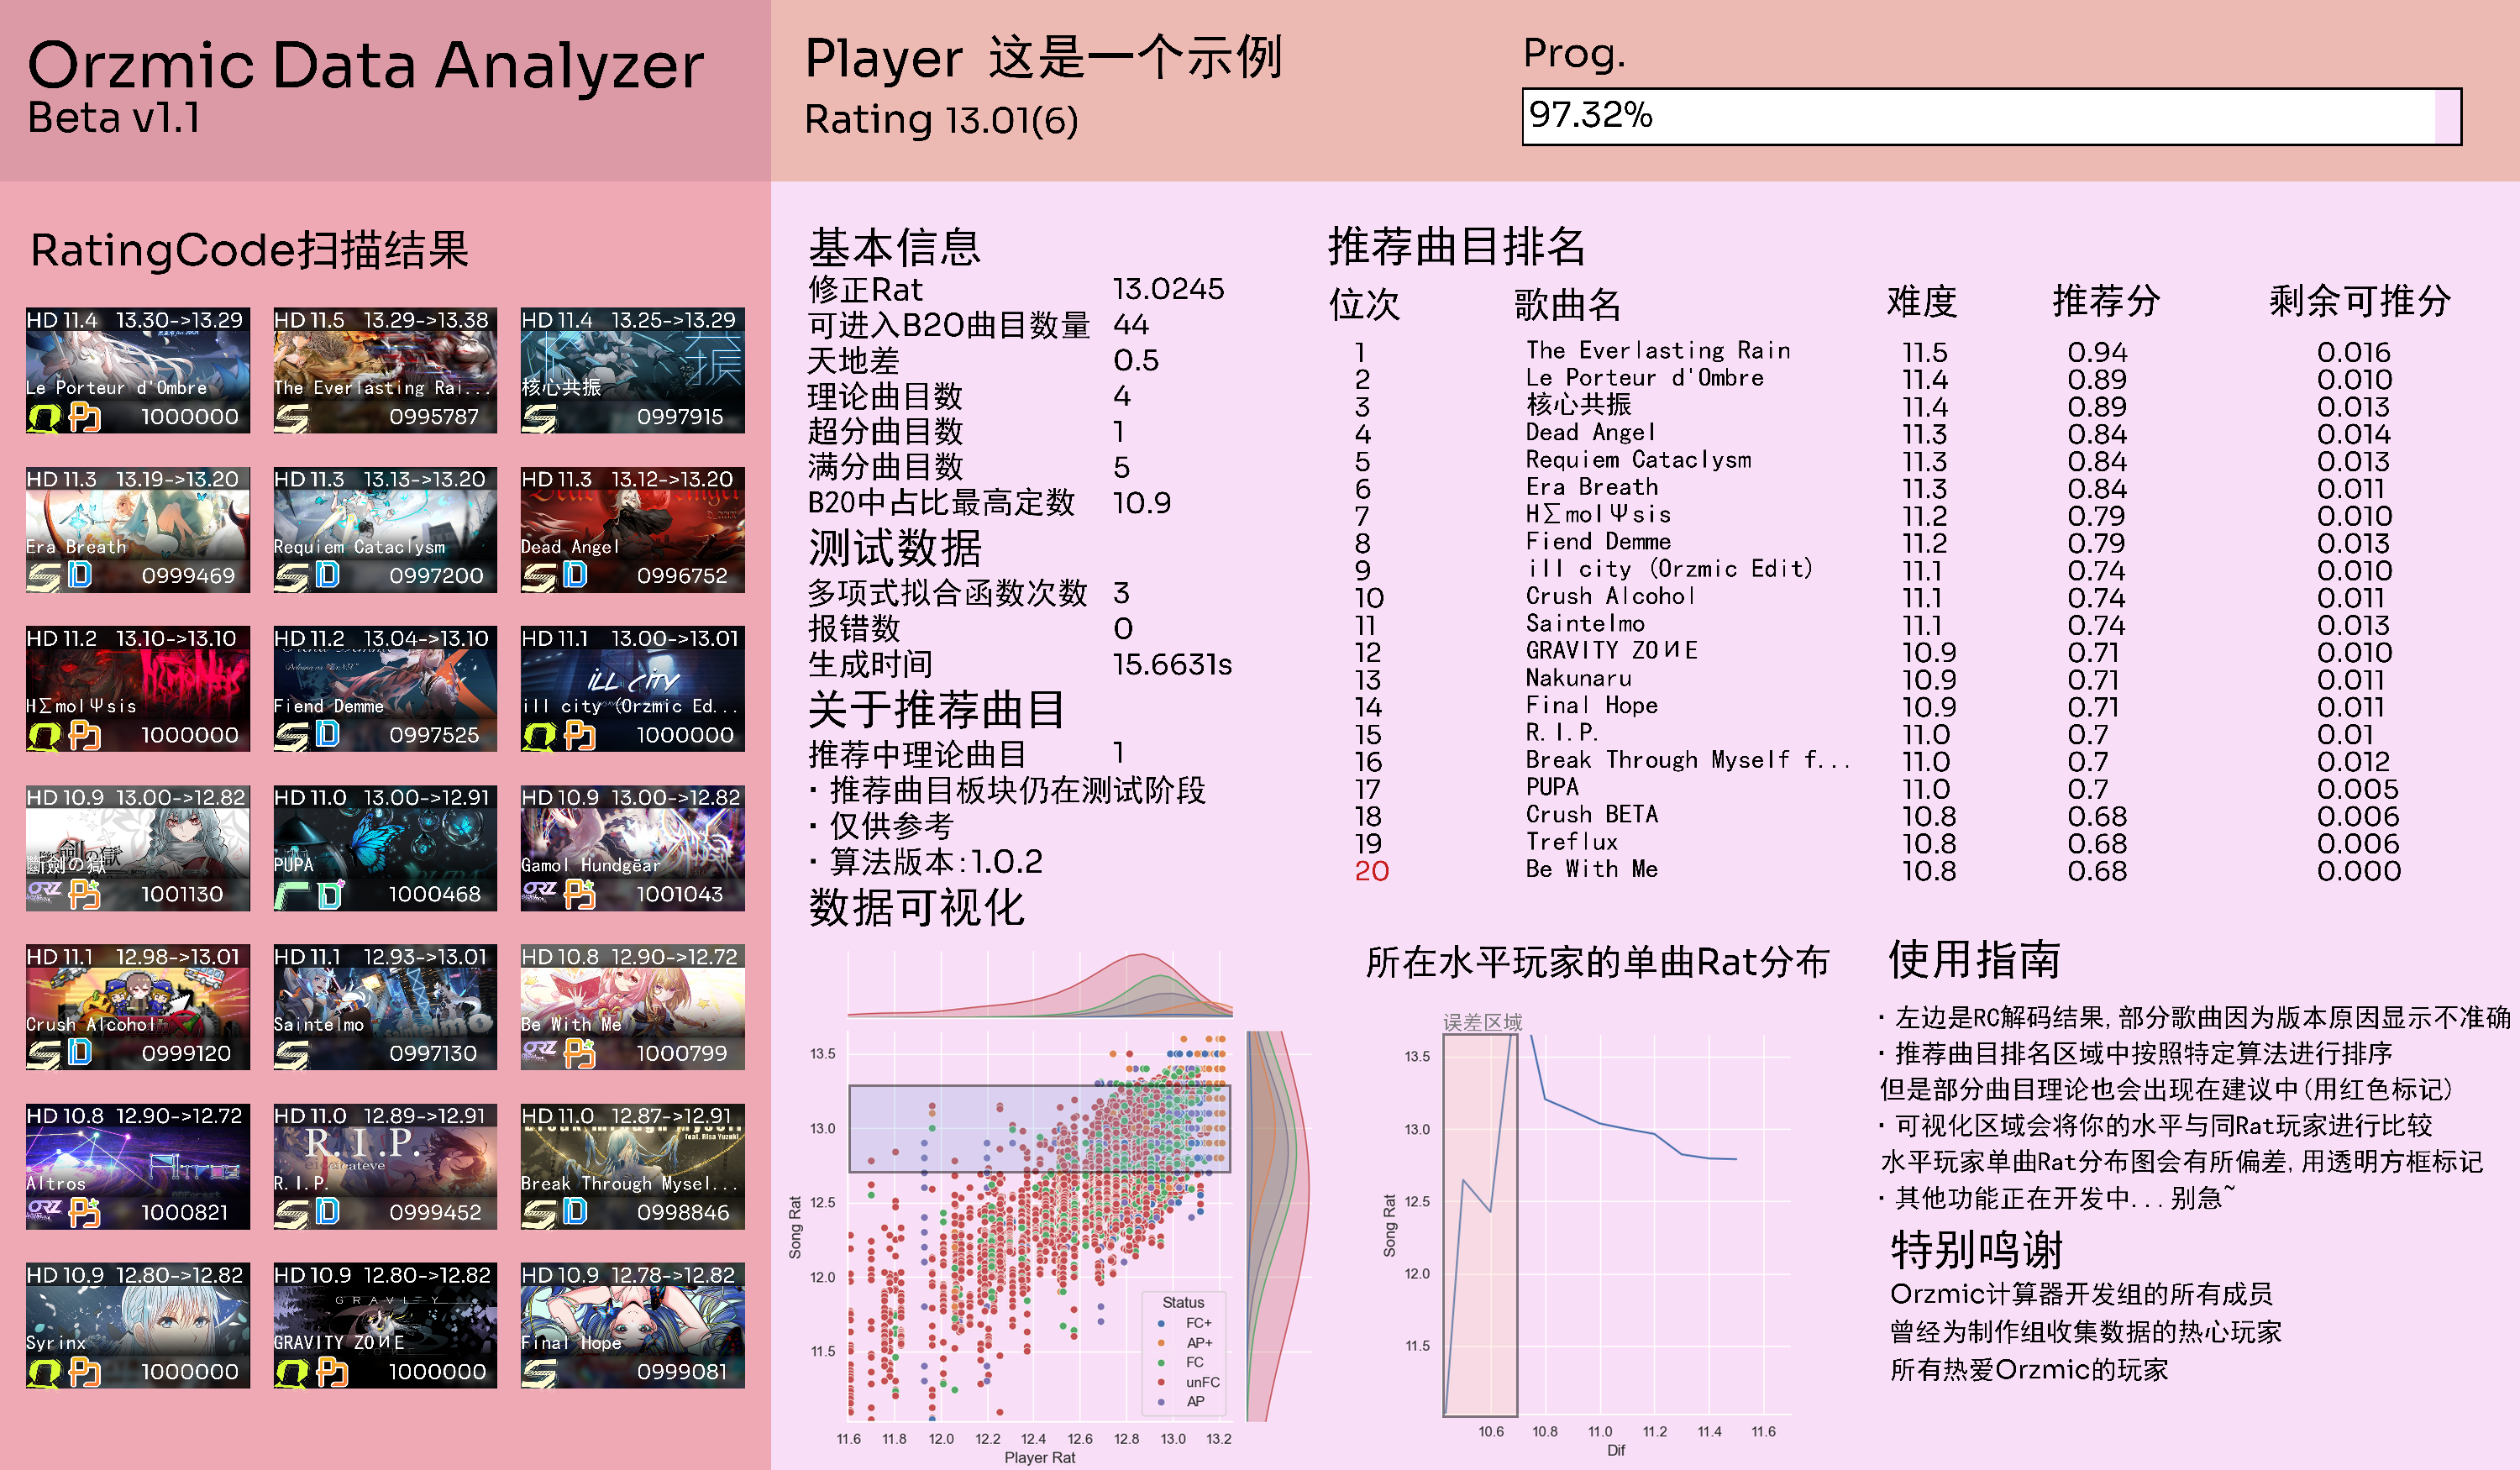 Orzmic Data Analyzer
Beta v1.1
Player 这是一个示例
Rating 13.01(6)
Prog.
97.32%
RatingCode扫描结果
HD 11.4 13.30->13.29
Le Porteur d'Ombre
1000000
HD 11.5 13.29->13.38
The Everlasting Rai...
0995787
HD 11.4 13.25->13.29
核心共振
0997915
HD 11.3 13.19->13.20
Era Breath
0999469
HD 11.3 13.13->13.20
Requiem Cataclysm
0997200
HD 11.3 13.12->13.20
Dead Angel
0996752
HD 11.2 13.10->13.10
HΣmolΨsis
1000000
HD 11.2 13.04->13.10
Fiend Demme
0997525
HD 11.1 13.00->13.01
iLL CiTY
ill city (Orzmic Ed...
1000000
HD 10.9 13.00->12.82
斷劍の獄
ORZ
1001130
HD 11.0 13.00->12.91
PUPA
1000468
HD 10.9 13.00->12.82
Gamol Hundgēar
ORZ
1001043
HD 11.1 12.98->13.01
Crush Alcohol
0999120
HD 11.1 12.93->13.01
Saintelmo
0997130
HD 10.8 12.90->12.72
Be With Me
ORZ
1000799
HD 10.8 12.90->12.72
Altros
ORZ
1000821
HD 11.0 12.89->12.91
R.I.P.
R.I.P.
0999452
HD 11.0 12.87->12.91
feat. Risa Yuzuki
Break Through Mysel...
0998846
HD 10.9 12.80->12.82
Syrinx
1000000
HD 10.9 12.80->12.82
GRAVITY ZOИE
1000000
HD 10.9 12.78->12.82
Final Hope
0999081
基本信息
修正Rat 13.0245
可进入B20曲目数量 44
天地差 0.5
理论曲目数 4
超分曲目数 1
满分曲目数 5
B20中占比最高定数 10.9
测试数据
多项式拟合函数次数 3
报错数 0
生成时间 15.6631s
关于推荐曲目
推荐中理论曲目 1
· 推荐曲目板块仍在测试阶段
· 仅供参考
· 算法版本:1.0.2
数据可视化
推荐曲目排名
位次 歌曲名 难度 推荐分 剩余可推分
1 The Everlasting Rain 11.5 0.94 0.016
2 Le Porteur d'Ombre 11.4 0.89 0.010
3 核心共振 11.4 0.89 0.013
4 Dead Angel 11.3 0.84 0.014
5 Requiem Cataclysm 11.3 0.84 0.013
6 Era Breath 11.3 0.84 0.011
7 HΣmolΨsis 11.2 0.79 0.010
8 Fiend Demme 11.2 0.79 0.013
9 ill city (Orzmic Edit) 11.1 0.74 0.010
10 Crush Alcohol 11.1 0.74 0.011
11 Saintelmo 11.1 0.74 0.013
12 GRAVITY ZOИE 10.9 0.71 0.010
13 Nakunaru 10.9 0.71 0.011
14 Final Hope 10.9 0.71 0.011
15 R.I.P. 11.0 0.7 0.01
16 Break Through Myself f... 11.0 0.7 0.012
17 PUPA 11.0 0.7 0.005
18 Crush BETA 10.8 0.68 0.006
19 Treflux 10.8 0.68 0.006
20 Be With Me 10.8 0.68 0.000
13.5
13.0
12.5
12.0
11.5
Song Rat
Status
FC+
AP+
FC
unFC
AP
11.6 11.8 12.0 12.2 12.4 12.6 12.8 13.0 13.2
Player Rat
所在水平玩家的单曲Rat分布
误差区域
13.5
13.0
12.5
12.0
11.5
Song Rat
10.6 10.8 11.0 11.2 11.4 11.6
Dif
使用指南
· 左边是RC解码结果,部分歌曲因为版本原因显示不准确
· 推荐曲目排名区域中按照特定算法进行排序
但是部分曲目理论也会出现在建议中(用红色标记)
· 可视化区域会将你的水平与同Rat玩家进行比较
水平玩家单曲Rat分布图会有所偏差,用透明方框标记
· 其他功能正在开发中...别急~
特别鸣谢
Orzmic计算器开发组的所有成员
曾经为制作组收集数据的热心玩家
所有热爱Orzmic的玩家